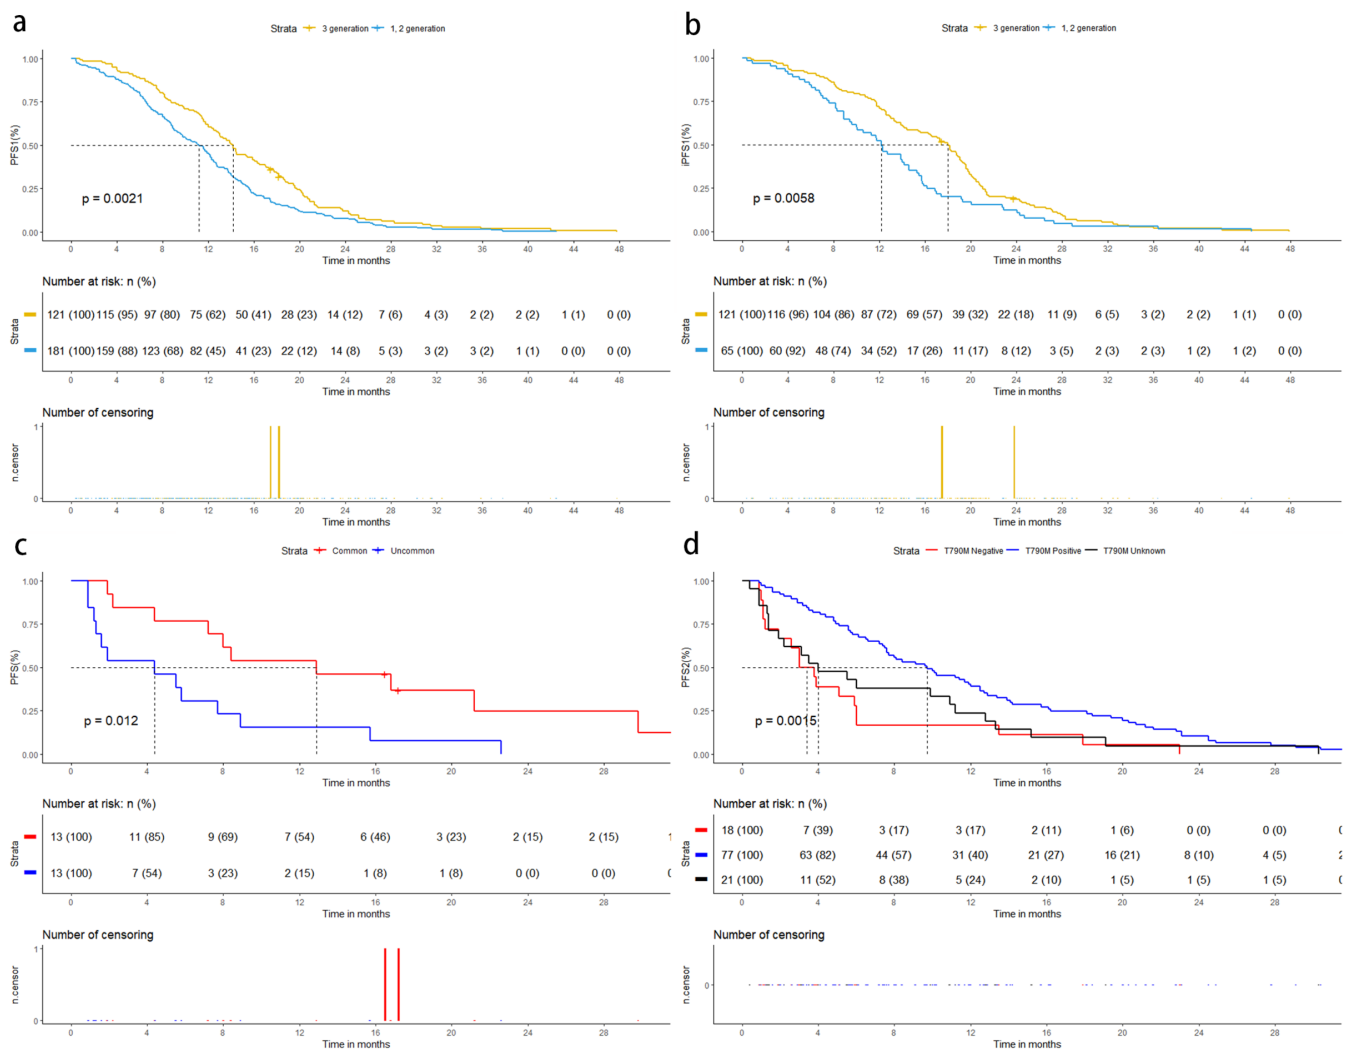 a
Strata 3 generation 1, 2 generation
PFS1(%)
1.00
0.75
0.50
0.25
0.00
p = 0.0021
0 4 8 12 16 20 24 28 32 36 40 44 48
Time in months
Number at risk: n (%)
Strata
121 (100) 115 (95) 97 (80) 75 (62) 50 (41) 28 (23) 14 (12) 7 (6) 4 (3) 2 (2) 2 (2) 1 (1) 0 (0)
181 (100) 159 (88) 123 (68) 82 (45) 41 (23) 22 (12) 14 (8) 5 (3) 3 (2) 3 (2) 1 (1) 0 (0) 0 (0)
0 4 8 12 16 20 24 28 32 36 40 44 48
Time in months
Number of censoring
n.censor
1
0
0 4 8 12 16 20 24 28 32 36 40 44 48
Time in months
b
Strata 3 generation 1, 2 generation
iPFS1(%)
1.00
0.75
0.50
0.25
0.00
p = 0.0058
0 4 8 12 16 20 24 28 32 36 40 44 48
Time in months
Number at risk: n (%)
Strata
121 (100) 116 (96) 104 (86) 87 (72) 69 (57) 39 (32) 22 (18) 11 (9) 6 (5) 3 (2) 2 (2) 1 (1) 0 (0)
65 (100) 60 (92) 48 (74) 34 (52) 17 (26) 11 (17) 8 (12) 3 (5) 2 (3) 2 (3) 1 (2) 1 (2) 0 (0)
0 4 8 12 16 20 24 28 32 36 40 44 48
Time in months
Number of censoring
n.censor
1
0
0 4 8 12 16 20 24 28 32 36 40 44 48
Time in months
c
Strata Common Uncommon
PFS(%)
1.00
0.75
0.50
0.25
0.00
p = 0.012
0 4 8 12 16 20 24 28
Time in months
Number at risk: n (%)
Strata
13 (100) 11 (85) 9 (69) 7 (54) 6 (46) 3 (23) 2 (15) 2 (15)
13 (100) 7 (54) 3 (23) 2 (15) 1 (8) 1 (8) 0 (0) 0 (0)
0 4 8 12 16 20 24 28
Time in months
Number of censoring
n.censor
1
0
0 4 8 12 16 20 24 28
Time in months
d
Strata T790M Negative T790M Positive T790M Unknown
PFS2(%)
1.00
0.75
0.50
0.25
0.00
p = 0.0015
0 4 8 12 16 20 24 28
Time in months
Number at risk: n (%)
Strata
18 (100) 7 (39) 3 (17) 3 (17) 2 (11) 1 (6) 0 (0) 0 (0)
77 (100) 63 (82) 44 (57) 31 (40) 21 (27) 16 (21) 8 (10) 4 (5)
21 (100) 11 (52) 8 (38) 5 (24) 2 (10) 1 (5) 1 (5) 1 (5)
0 4 8 12 16 20 24 28
Time in months
Number of censoring
n.censor
0
0 4 8 12 16 20 24 28
Time in months